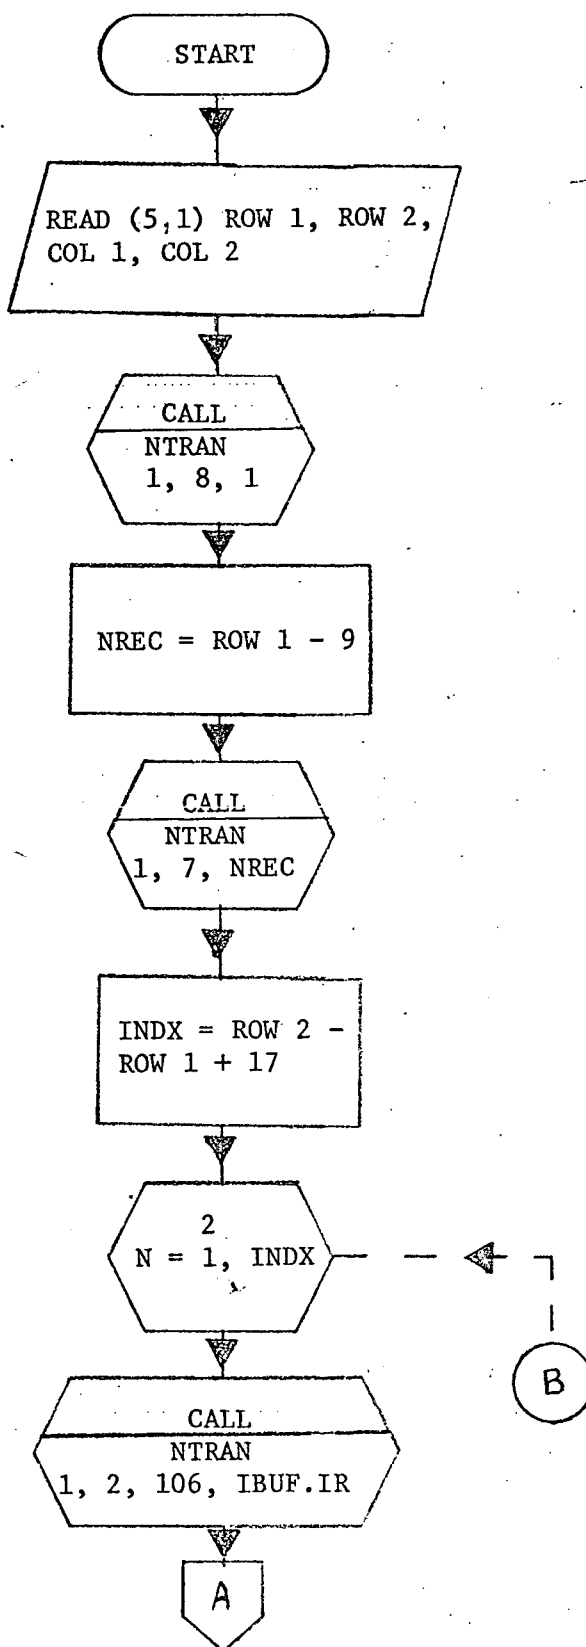 START
READ (5,1) ROW 1, ROW 2,
COL 1, COL 2
CALL
NTRAN
1, 8, 1
NREC = ROW 1 - 9
CALL
NTRAN
1, 7, NREC
INDX = ROW 2 -
ROW 1 + 17
2
N = 1, INDX
B
CALL
NTRAN
1, 2, 106, IBUF.IR
A